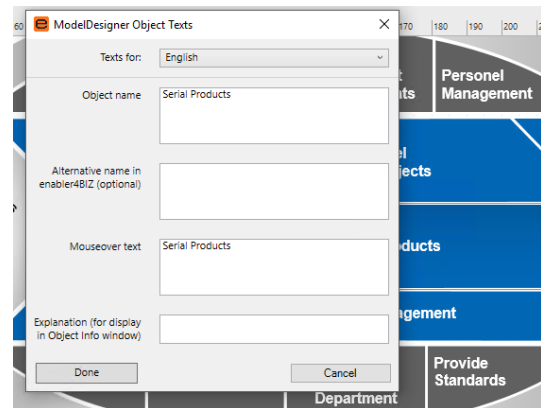 60
ModelDesigner Object Texts
170
180
190
200
Texts for:
English
Personel
Management
Object name
Serial Products
Alternative name in
enabler4BIZ (optional)
Mouseover text
Serial Products
Explanation (for display
in Object Info window)
Done
Cancel
Provide
Standards
Department